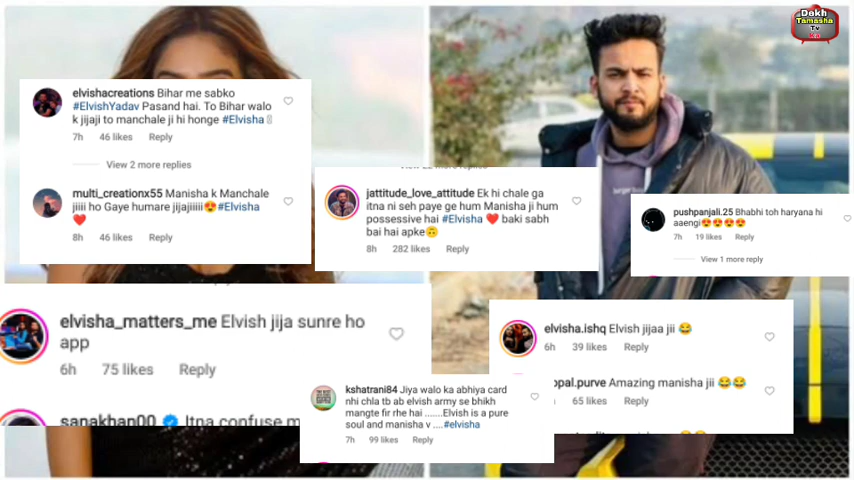 Dekh
Tamasha
Tv
elvishacreations Bihar me sabko
#ElvishYadav Pasand hai. To Bihar walo
k jijaji to manchale ji hi honge #Elvisha
7h 46 likes Reply
View 2 more replies
multi_creationx55 Manisha k Manchale
jiiii ho Gaye humare jijajiiiiii😍#Elvisha
❤️
8h 46 likes Reply
jattitude_love_attitude Ek hi chale ga
itna ni seh paye ge hum Manisha ji hum
possessive hai #Elvisha ❤️ baki sabh
bai hai apke🙃
8h 282 likes Reply
pushpanjali.25 Bhabhi toh haryana hi
aaengi😍😍😍😍
7h 19 likes Reply
View 1 more reply
elvisha_matters_me Elvish jija sunre ho
app
6h 75 likes Reply
sanakhan00 Itna confuse m
elvisha.ishq Elvish jijaa jii 😂
6h 39 likes Reply
opal.purve Amazing manisha jii 😂😂
65 likes Reply
kshatrani84 Jiya walo ka abhiya card
nhi chla tb ab elvish army se bhikh
mangte fir rhe hai .......Elvish is a pure
soul and manisha v ....#elvisha
7h 99 likes Reply